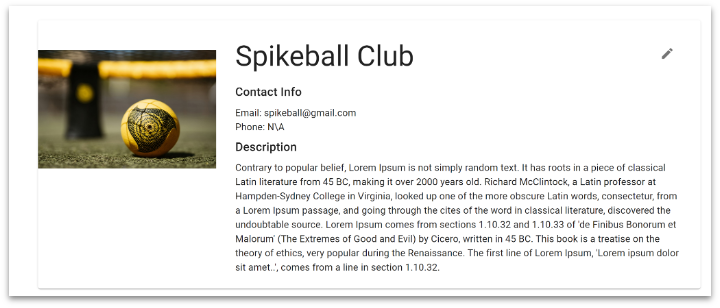 Spikeball Club
Contact Info
Email: spikeball@gmail.com
Phone: N\A
Description
Contrary to popular belief, Lorem Ipsum is not simply random text. It has roots in a piece of classical
Latin literature from 45 BC, making it over 2000 years old. Richard McClintock, a Latin professor at
Hampden-Sydney College in Virginia, looked up one of the more obscure Latin words, consectetur, from
a Lorem Ipsum passage, and going through the cites of the word in classical literature, discovered the
undoubtable source. Lorem Ipsum comes from sections 1.10.32 and 1.10.33 of 'de Finibus Bonorum et
Malorum' (The Extremes of Good and Evil) by Cicero, written in 45 BC. This book is a treatise on the
theory of ethics, very popular during the Renaissance. The first line of Lorem Ipsum, 'Lorem ipsum dolor
sit amet..', comes from a line in section 1.10.32.